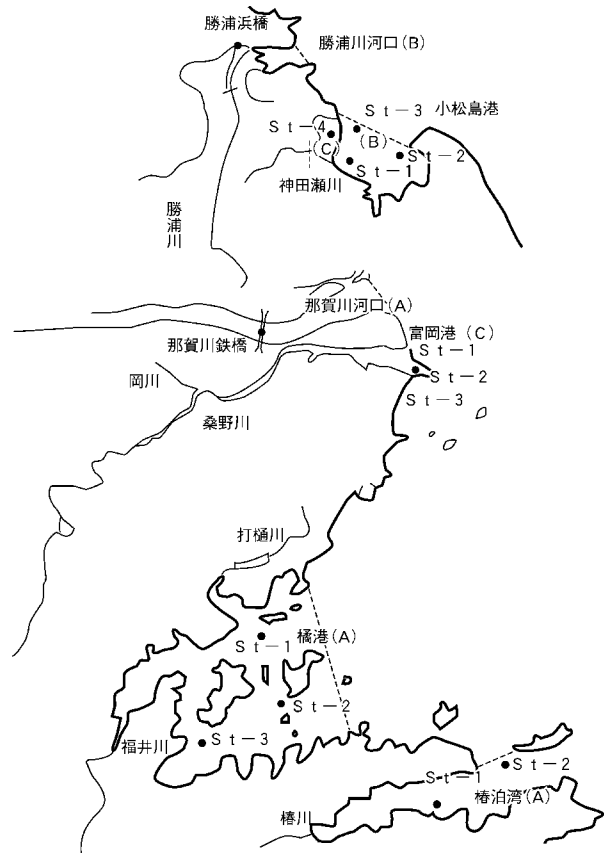 勝浦浜橋
勝浦川河口(B)
Ｓｔ－３ 小松島港
Ｓｔ－４
(B)
(C)
Ｓｔ－２
Ｓｔ－１
神田瀬川
勝浦川
那賀川河口(A)
富岡港(C)
那賀川鉄橋
Ｓｔ－１
岡川
Ｓｔ－２
Ｓｔ－３
桑野川
打樋川
橘港(A)
Ｓｔ－１
Ｓｔ－２
福井川
Ｓｔ－３
Ｓｔ－２
Ｓｔ－１
椿泊湾(A)
椿川